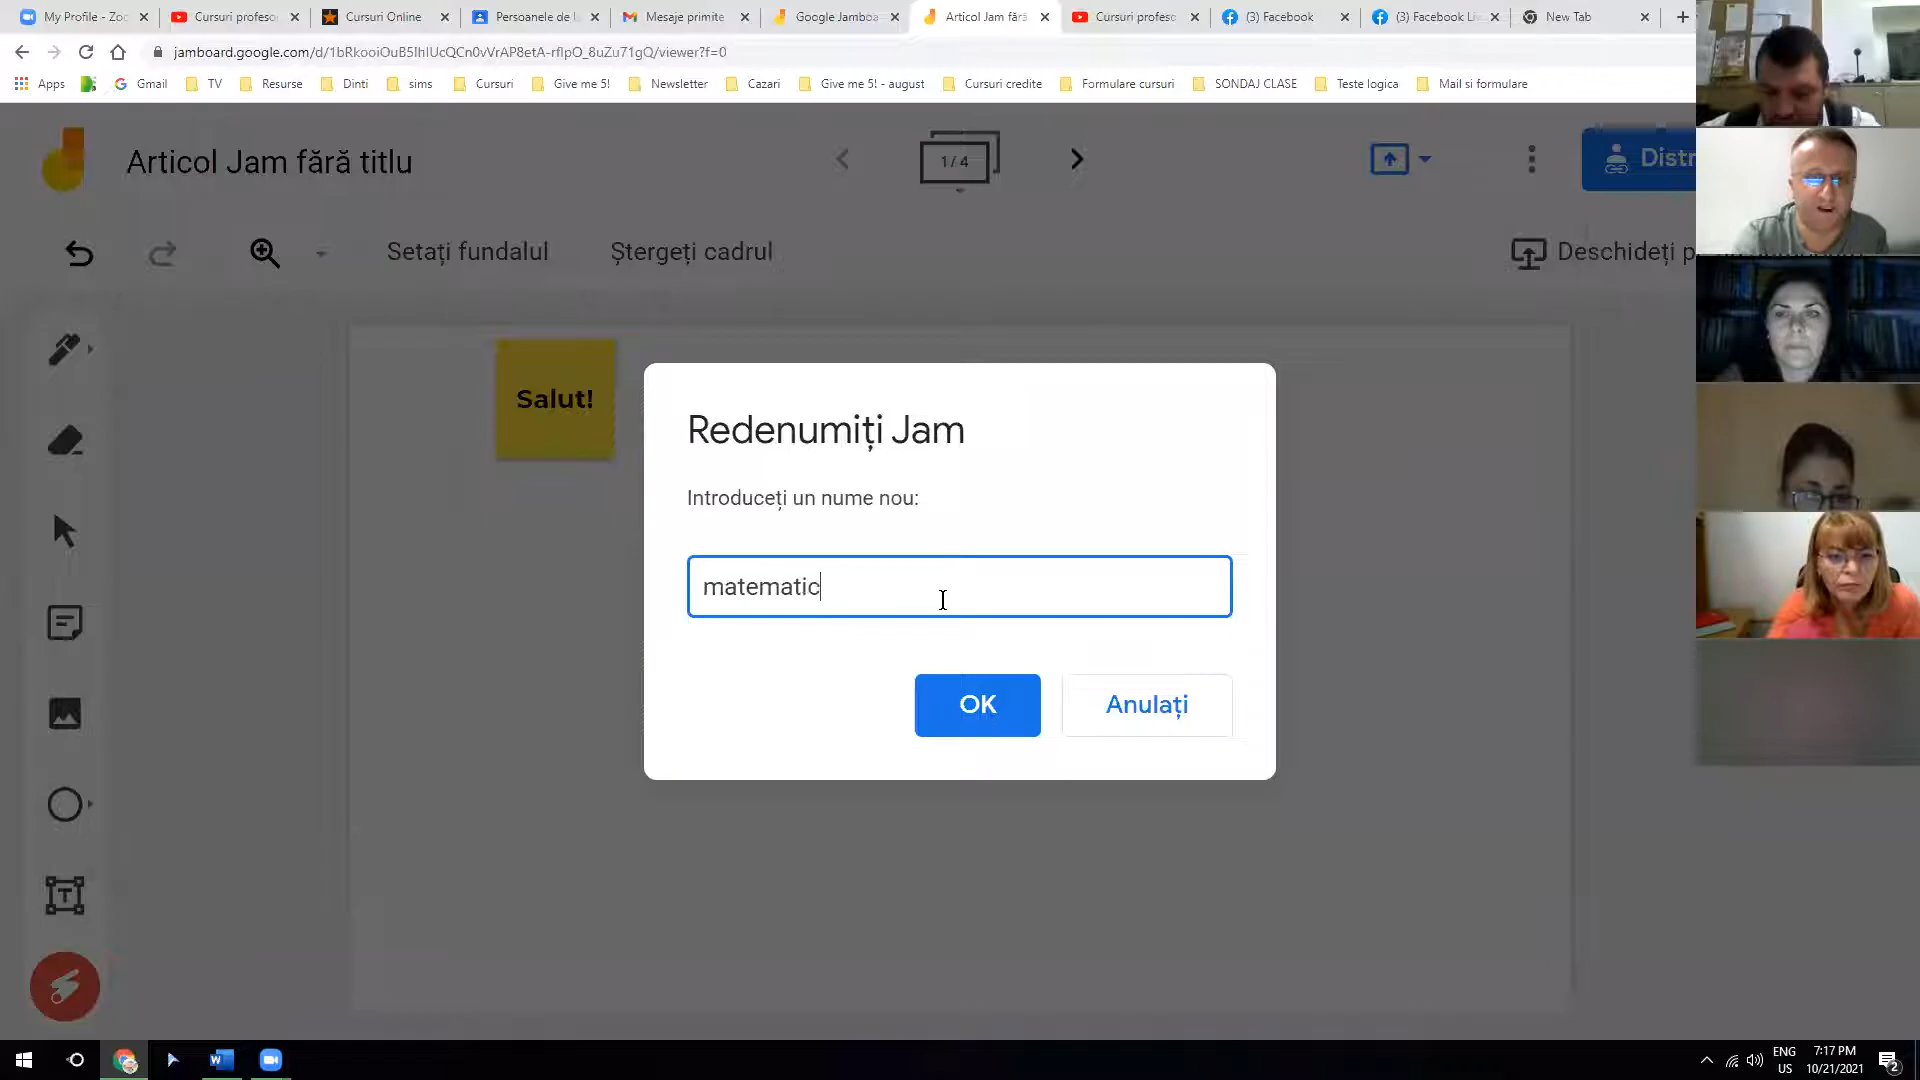 My Profile - Zoo
Cursuri profeso
Cursuri Online
Persoanele de
Mesaje primite
Google Jamboa
Articol Jam fără
Cursuri profeso
(3) Facebook
(3) Facebook Li
New Tab
jamboard.google.com/d/1bRkooiOuB5IhlUcQCn0vVrAP8etA-rflpO_8uZu71gQ/viewer?f=0
Apps
Gmail
TV
Resurse
Dinti
sims
Cursuri
Give me 5!
Newsletter
Cazari
Give me 5! - august
Cursuri credite
Formulare cursuri
SONDAJ CLASE
Teste logica
Mail si formulare
Articol Jam fără titlu
1 / 4
Distr
Setați fundalul
Ștergeți cadrul
Deschideți p
Salut!
Redenumiți Jam
Introduceți un nume nou:
matematic
OK
Anulați
ENG
US
7:17 PM
10/21/2021
2